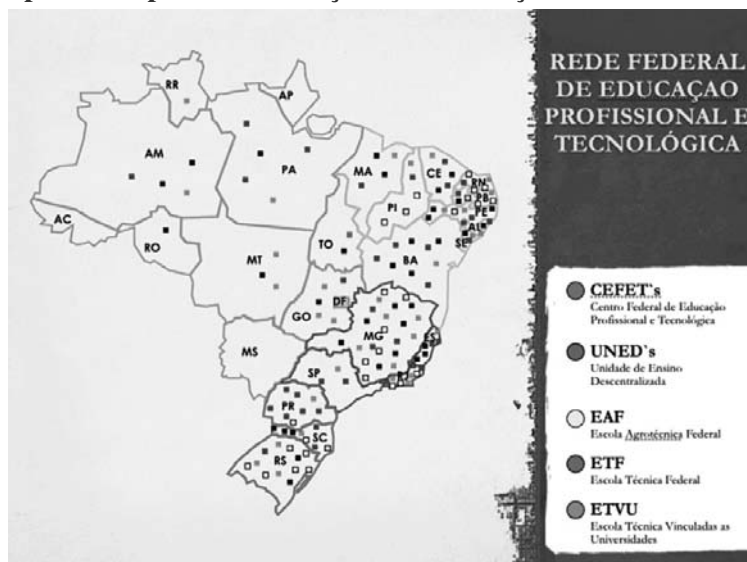 REDE FEDERAL
DE EDUCAÇAO
PROFISSIONAL E
TECNOLÓGICA
RR
AP
AM
PA
MA
CE
RN
PB
PE
AL
SE
PI
AC
RO
TO
BA
MT
GO
DF
MG
ES
MS
SP
PR
SC
RS
CEFET`s
Centro Federal de Educação
Profissional e Tecnológica
UNED`s
Unidade de Ensino
Descentralizada
EAF
Escola Agrotécnica Federal
ETF
Escola Técnica Federal
ETVU
Escola Técnica Vinculadas as
Universidades